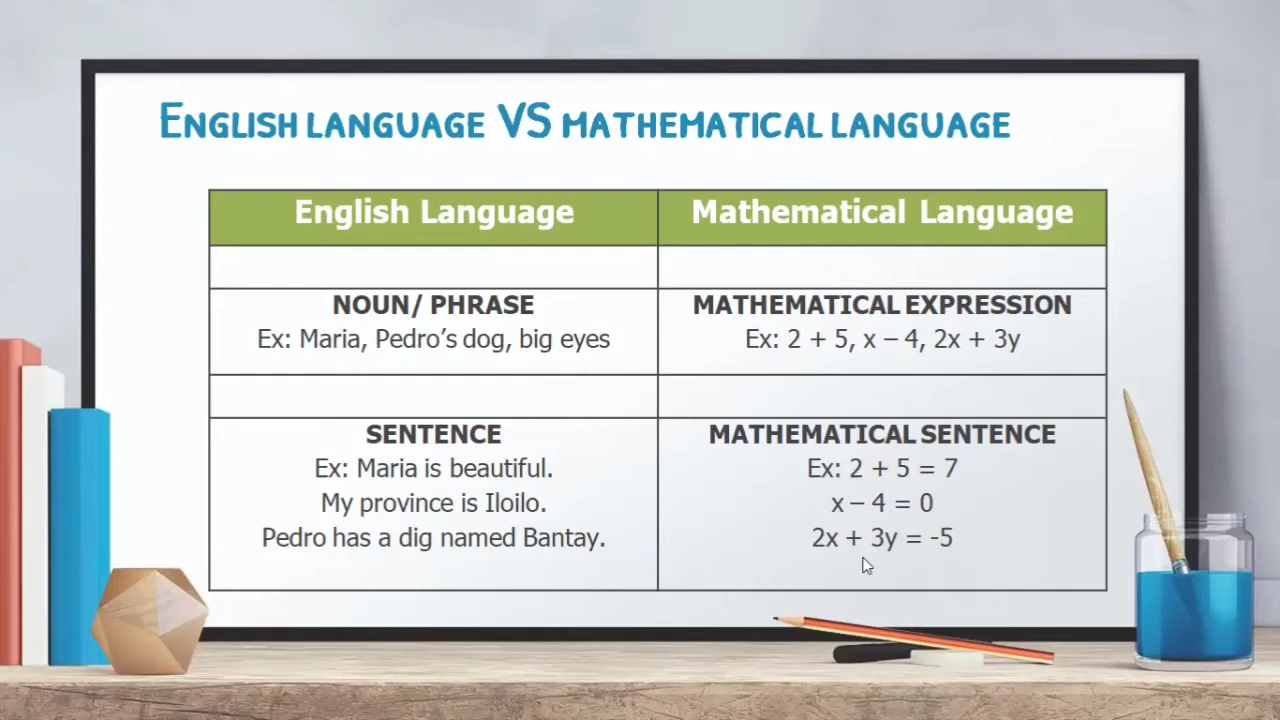 ENGLISH LANGUAGE VS MATHEMATICAL LANGUAGE
English Language
Mathematical Language
NOUN/ PHRASE
Ex: Maria, Pedro's dog, big eyes
MATHEMATICAL EXPRESSION
Ex: 2 + 5, x – 4, 2x + 3y
SENTENCE
Ex: Maria is beautiful.
My province is Iloilo.
Pedro has a dig named Bantay.
MATHEMATICAL SENTENCE
Ex: 2 + 5 = 7
x – 4 = 0
2x + 3y = -5